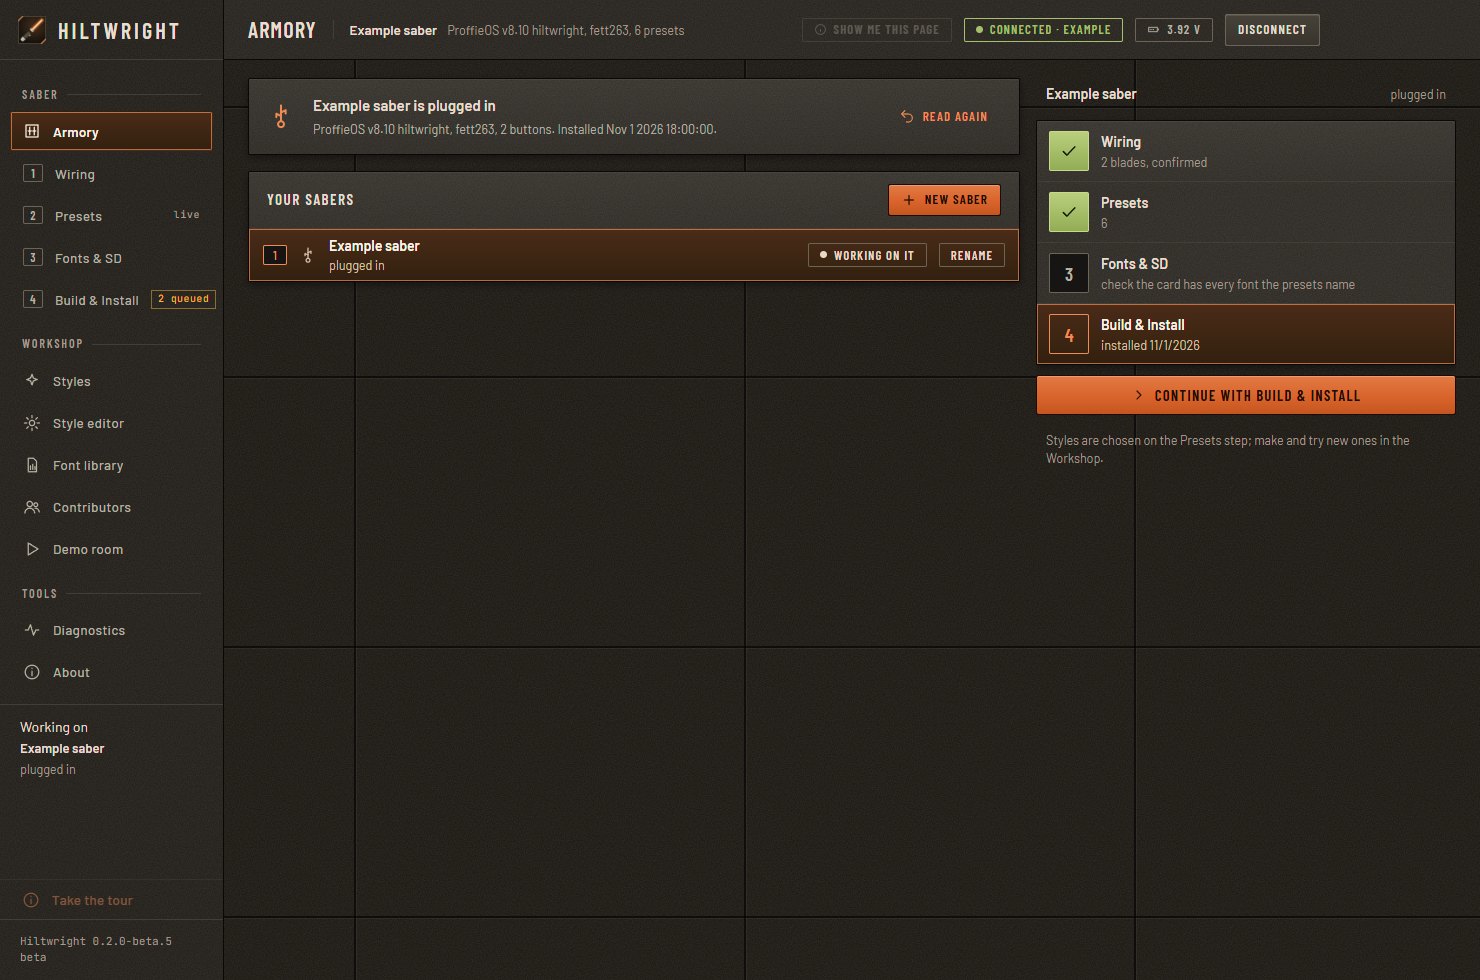 HILTWRIGHT
SABER
Armory
1 Wiring
2 Presets live
3 Fonts & SD
4 Build & Install 2 queued
WORKSHOP
Styles
Style editor
Font library
Contributors
Demo room
TOOLS
Diagnostics
About
Working on
Example saber
plugged in
Take the tour
Hiltwright 0.2.0-beta.5
beta
ARMORY Example saber ProffieOS v8.10 hiltwright, fett263, 6 presets SHOW ME THIS PAGE CONNECTED · EXAMPLE 3.92 V DISCONNECT
Example saber is plugged in
ProffieOS v8.10 hiltwright, fett263, 2 buttons. Installed Nov 1 2026 18:00:00.
READ AGAIN
YOUR SABERS NEW SABER
1 Example saber
plugged in
WORKING ON IT RENAME
Example saber plugged in
Wiring
2 blades, confirmed
Presets
6
3 Fonts & SD
check the card has every font the presets name
4 Build & Install
installed 11/1/2026
CONTINUE WITH BUILD & INSTALL
Styles are chosen on the Presets step; make and try new ones in the
Workshop.